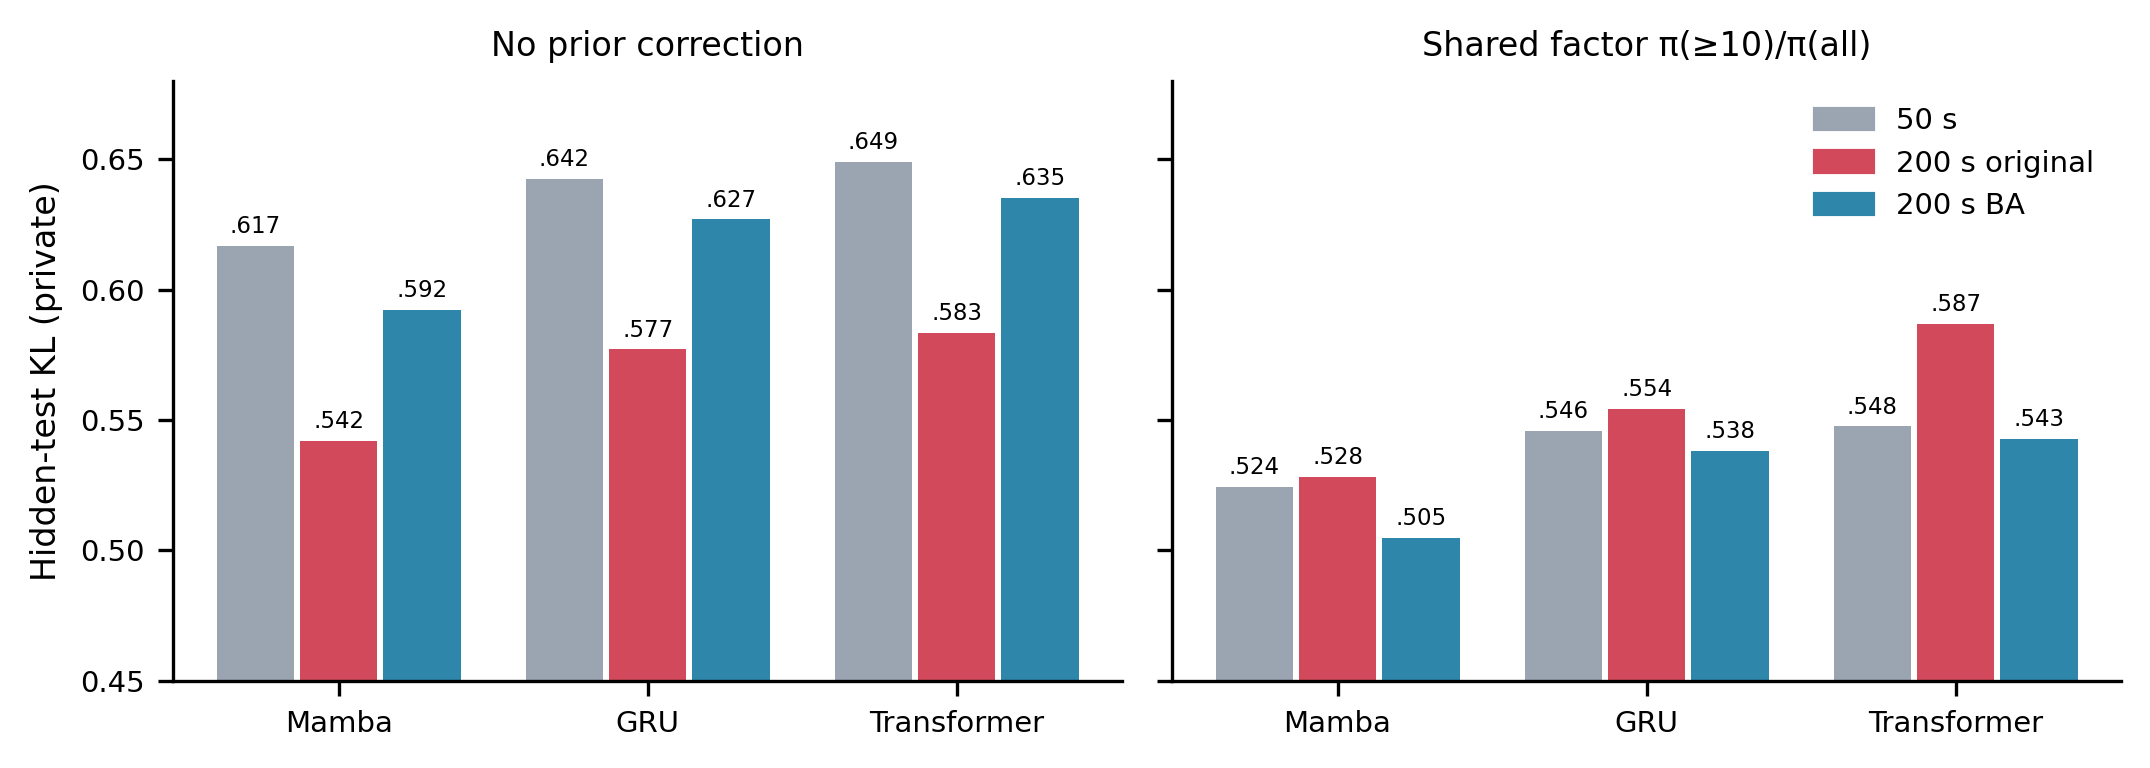 No prior correction
Shared factor π(≥10)/π(all)
Hidden-test KL (private)
0.65
0.60
0.55
0.50
0.45
.617
.542
.592
.642
.577
.627
.649
.583
.635
Mamba
GRU
Transformer
50 s
200 s original
200 s BA
.524
.528
.505
.546
.554
.538
.548
.587
.543
Mamba
GRU
Transformer